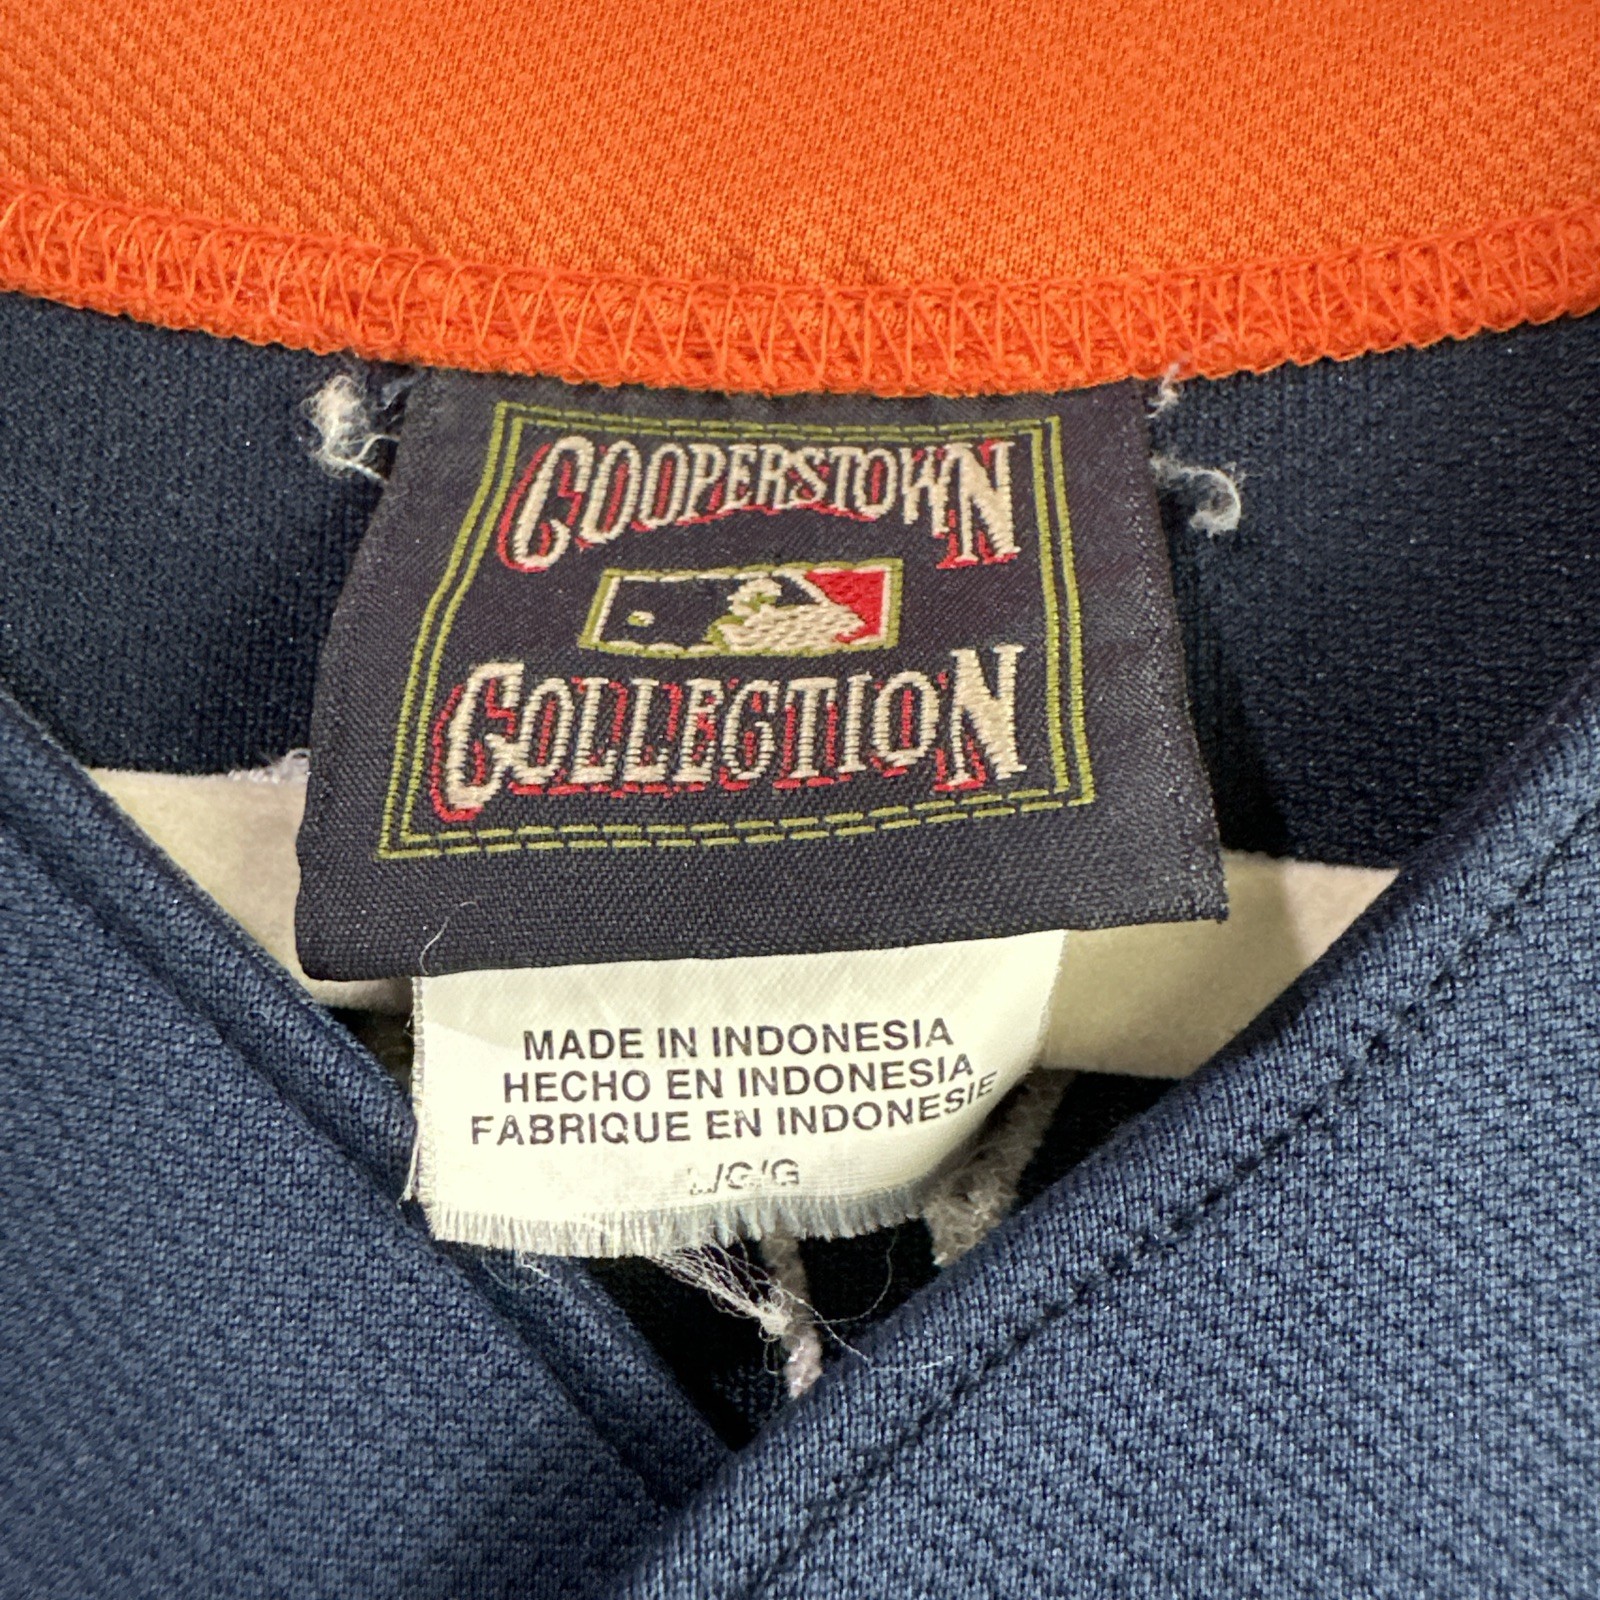 COOPERSTOWN
COLLECTION
MADE IN INDONESIA
HECHO EN INDONESIA
FABRIQUE EN INDONESIE
L/G/G